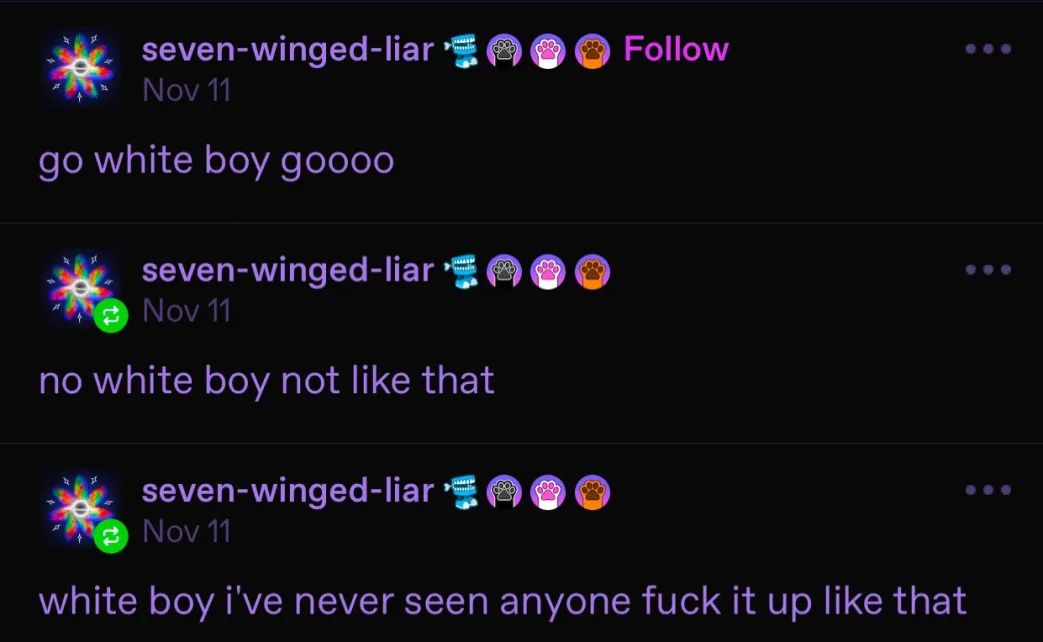 seven-winged-liar Follow
Nov 11
go white boy goooo
seven-winged-liar
Nov 11
no white boy not like that
seven-winged-liar
Nov 11
white boy i've never seen anyone fuck it up like that